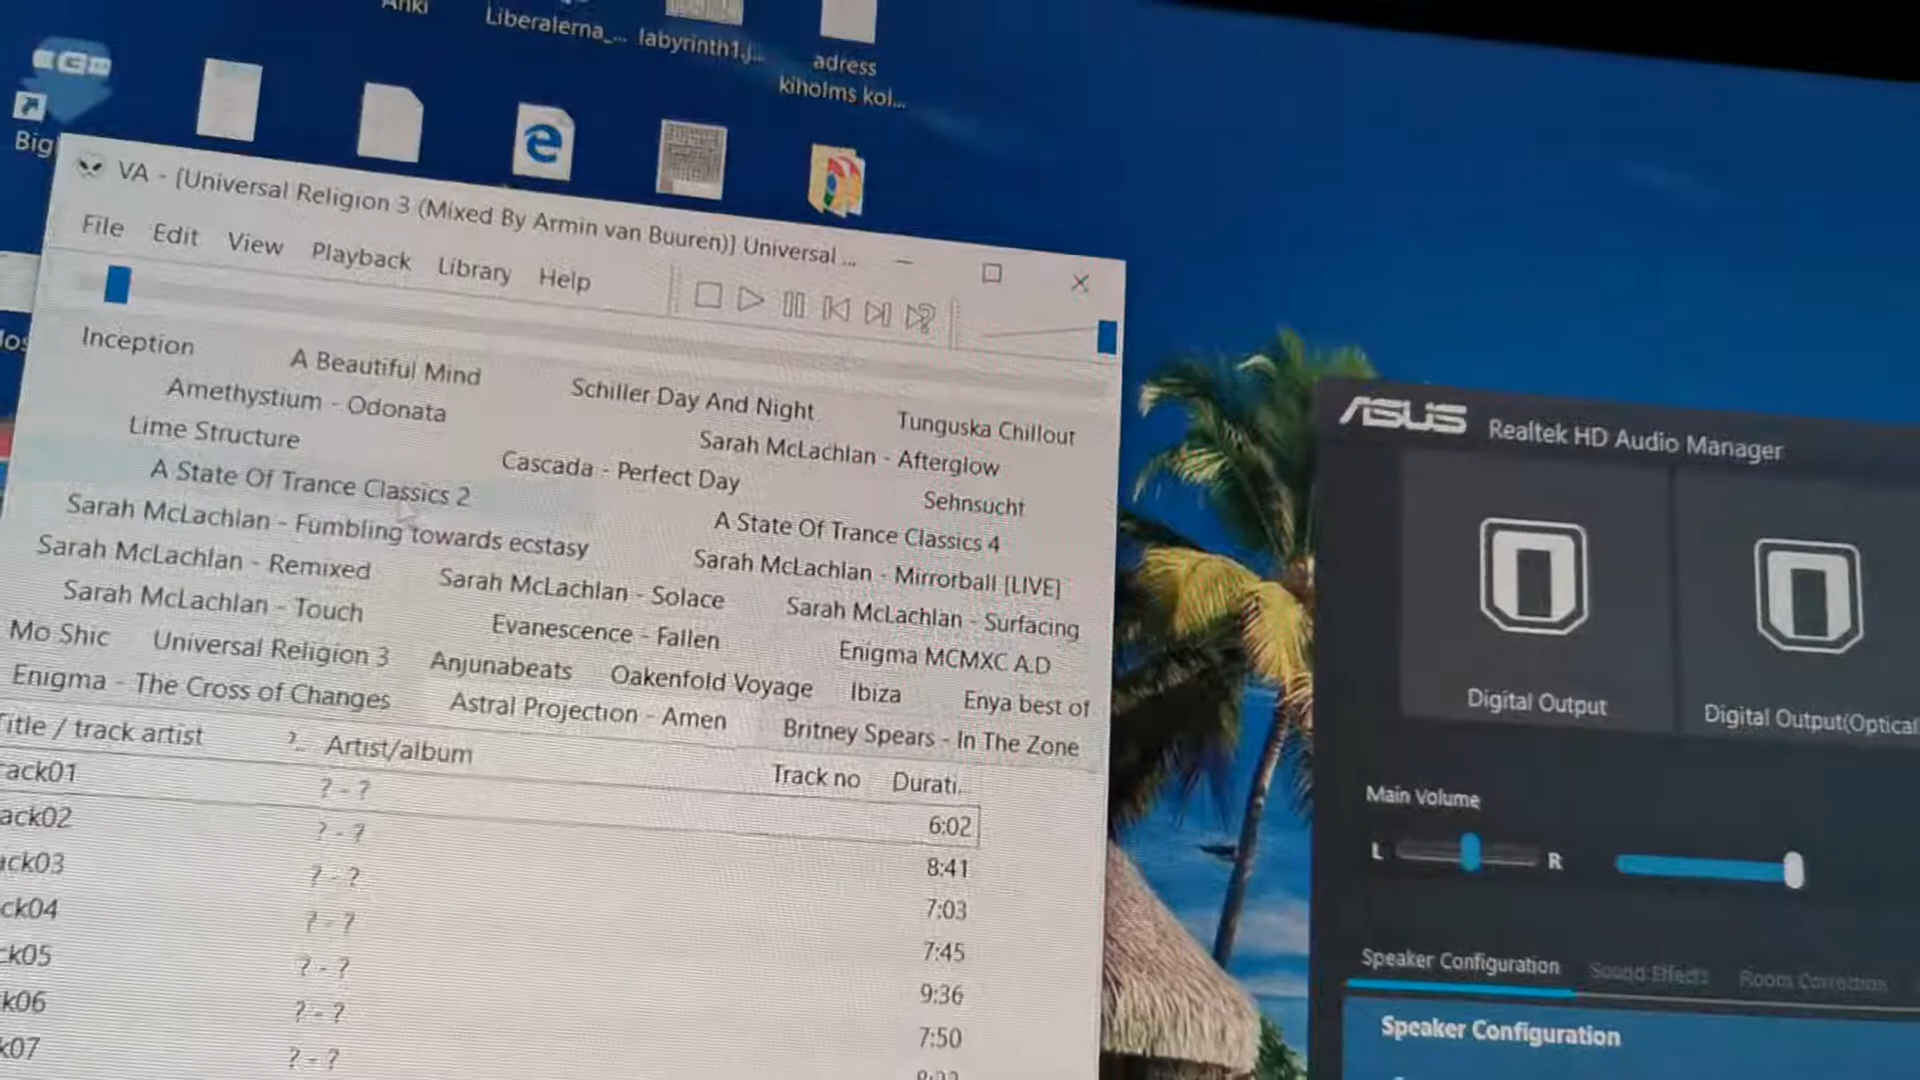 Anki
Liberalerna_...
labyrinth1.j...
adress
kiholms kol...
Big
VA - [Universal Religion 3 (Mixed By Armin van Buuren)] Universal ...
File Edit View Playback Library Help
Inception
A Beautiful Mind
Schiller Day And Night
Tunguska Chillout
Amethystium - Odonata
Sarah McLachlan - Afterglow
Lime Structure
Cascada - Perfect Day
Sehnsucht
A State Of Trance Classics 2
A State Of Trance Classics 4
Sarah McLachlan - Fumbling towards ecstasy
Sarah McLachlan - Mirrorball [LIVE]
Sarah McLachlan - Remixed
Sarah McLachlan - Solace
Sarah McLachlan - Surfacing
Sarah McLachlan - Touch
Evanescence - Fallen
Enigma MCMXC A.D
Mo Shic
Universal Religion 3
Anjunabeats
Oakenfold Voyage
Ibiza
Enya best of
Enigma - The Cross of Changes
Astral Projection - Amen
Britney Spears - In The Zone
Title / track artist ?.. Artist/album Track no Durati...
rack01 ? - ? 6:02
ack02 ? - ? 8:41
ack03 ? - ? 7:03
ck04 ? - ? 7:45
ck05 ? - ? 9:36
k06 ? - ? 7:50
k07 ? - ?
ASUS Realtek HD Audio Manager
Digital Output
Digital Output(Optical
Main Volume
L R
Speaker Configuration Sound Effects Room Correction
Speaker Configuration